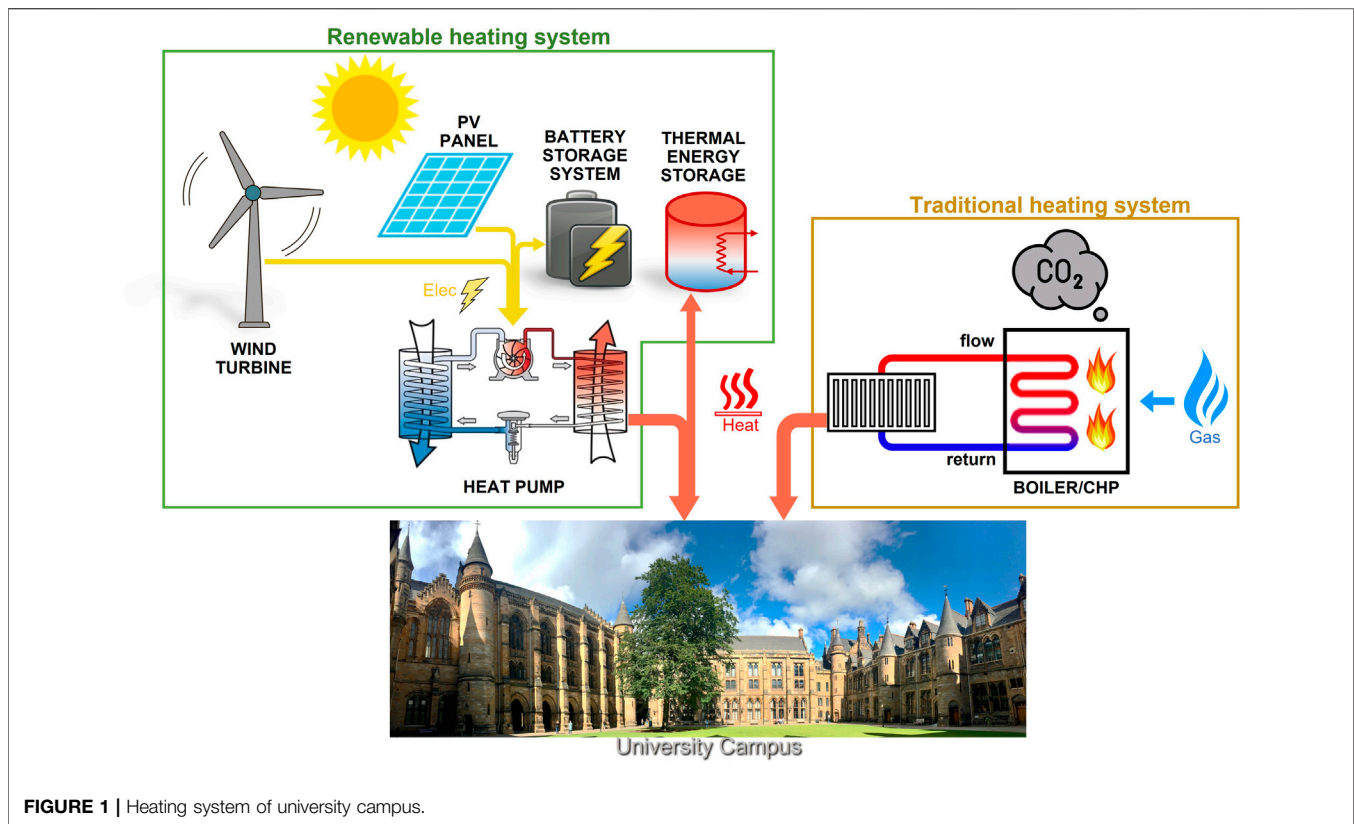 Renewable heating system
PV
PANEL
BATTERY
STORAGE
SYSTEM
THERMAL
ENERGY
STORAGE
Elec
WIND
TURBINE
HEAT PUMP
Heat
Traditional heating system
CO₂
flow
return
BOILER/CHP
Gas
University Campus
FIGURE 1 | Heating system of university campus.